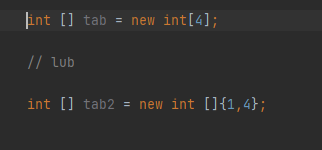 int [] tab = new int[4];
// lub
int [] tab2 = new int []{1,4};